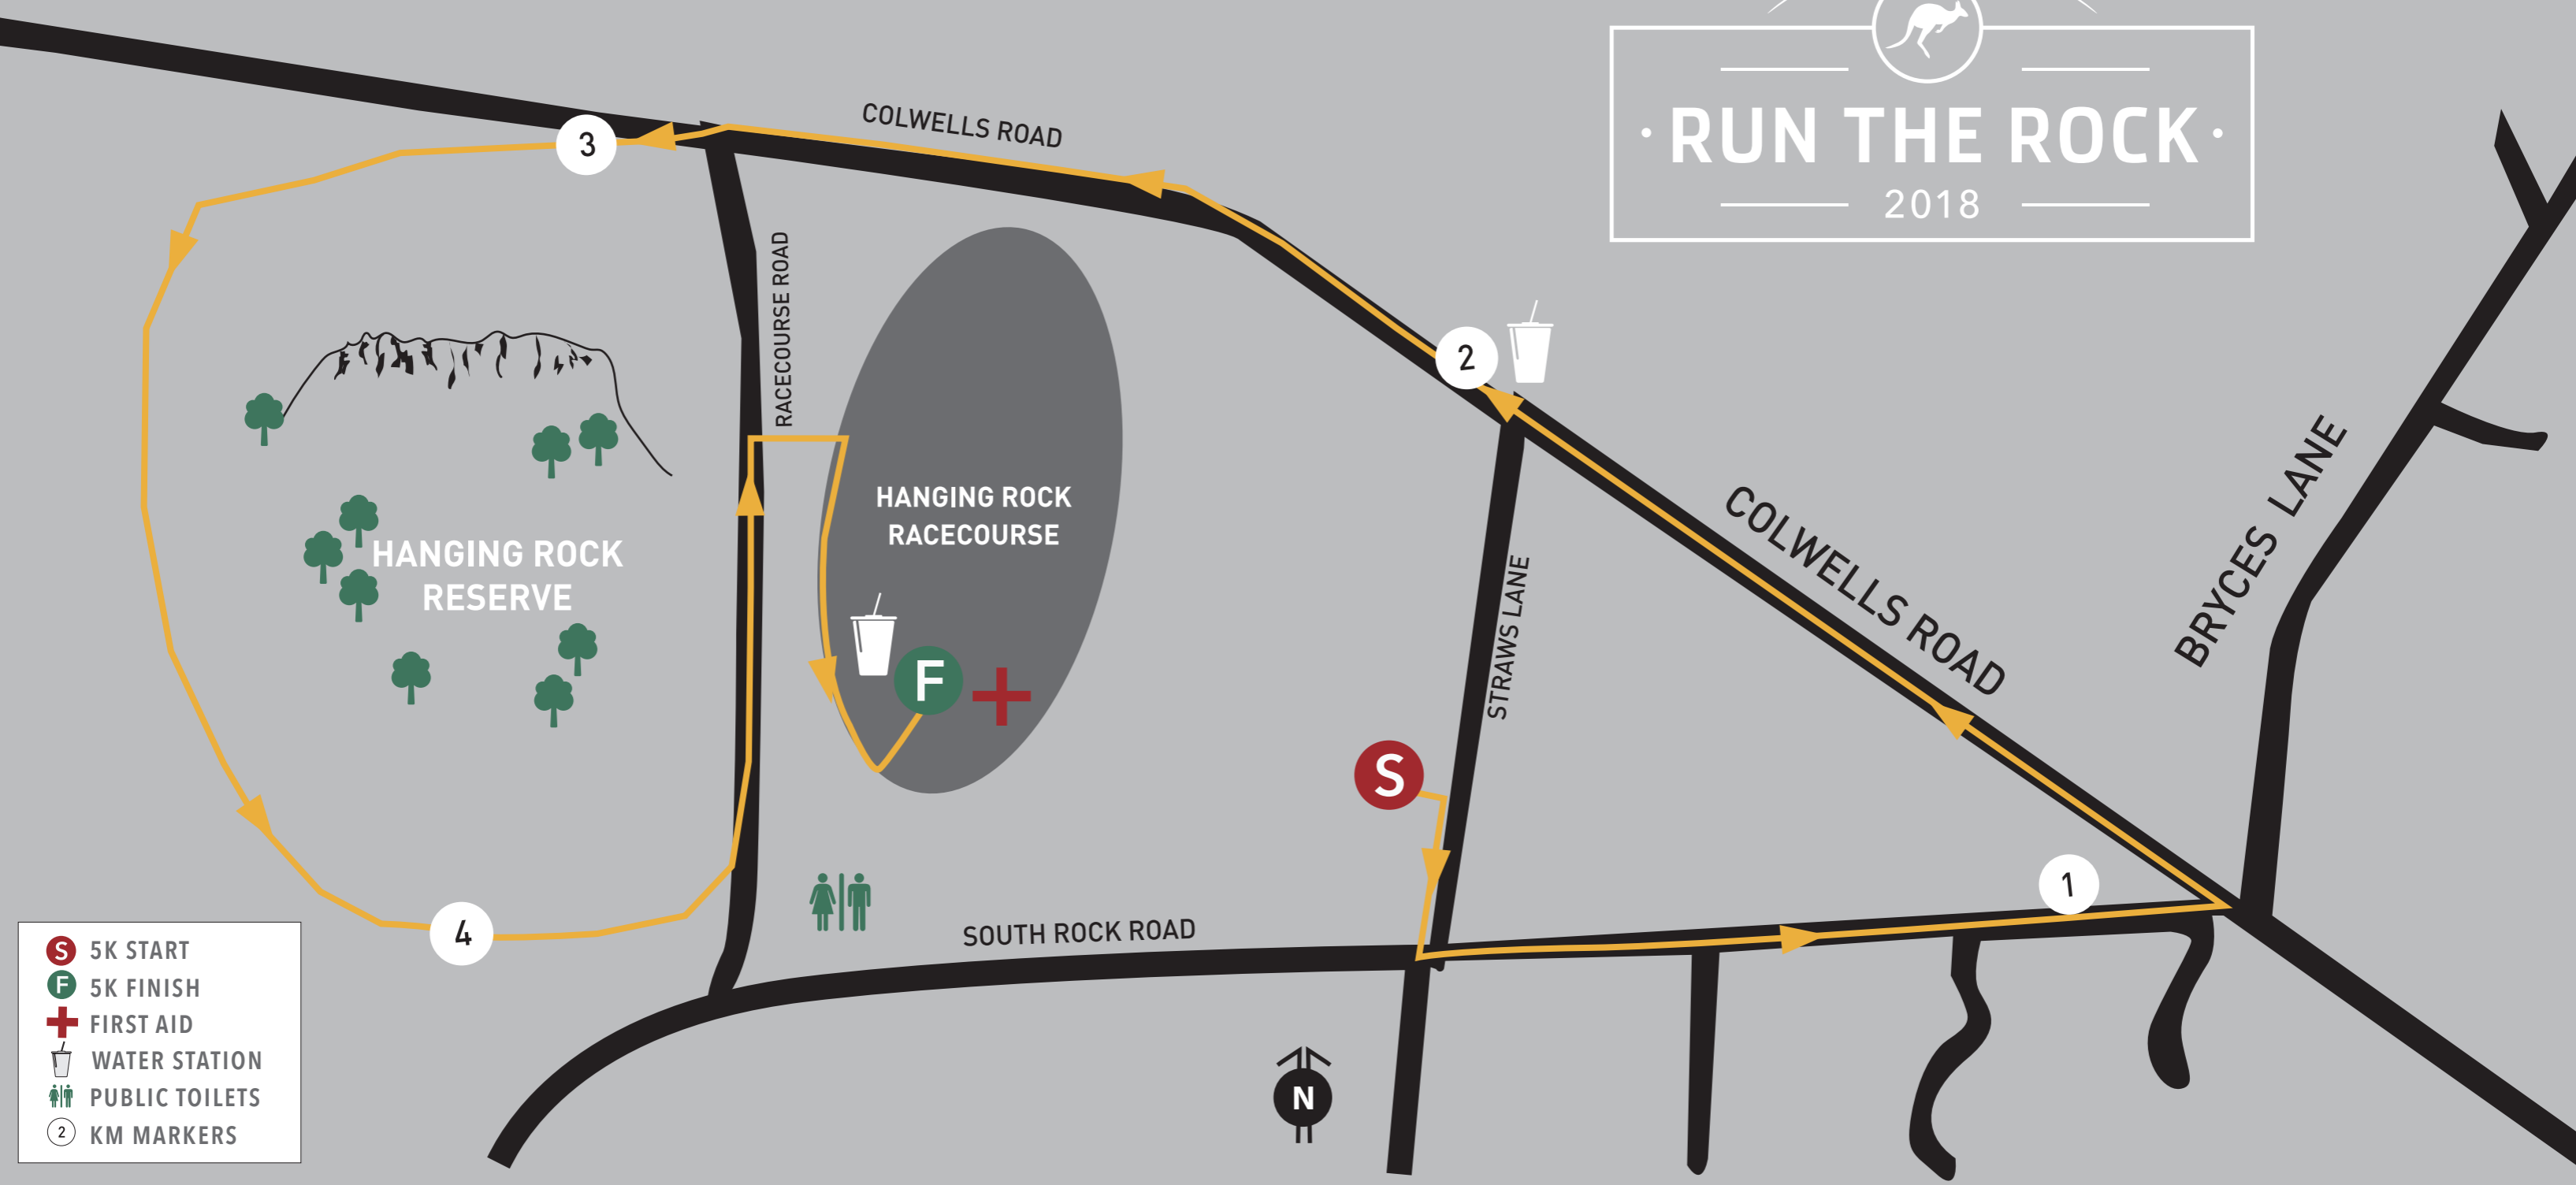 RUN THE ROCK
2018
COLWELLS ROAD
3
RACECOURSE ROAD
2
HANGING ROCK
RACECOURSE
COLWELLS ROAD
BRYCES LANE
HANGING ROCK
RESERVE
STRAWS LANE
F
S
1
4
SOUTH ROCK ROAD
N
S 5K START
F 5K FINISH
FIRST AID
WATER STATION
PUBLIC TOILETS
2 KM MARKERS